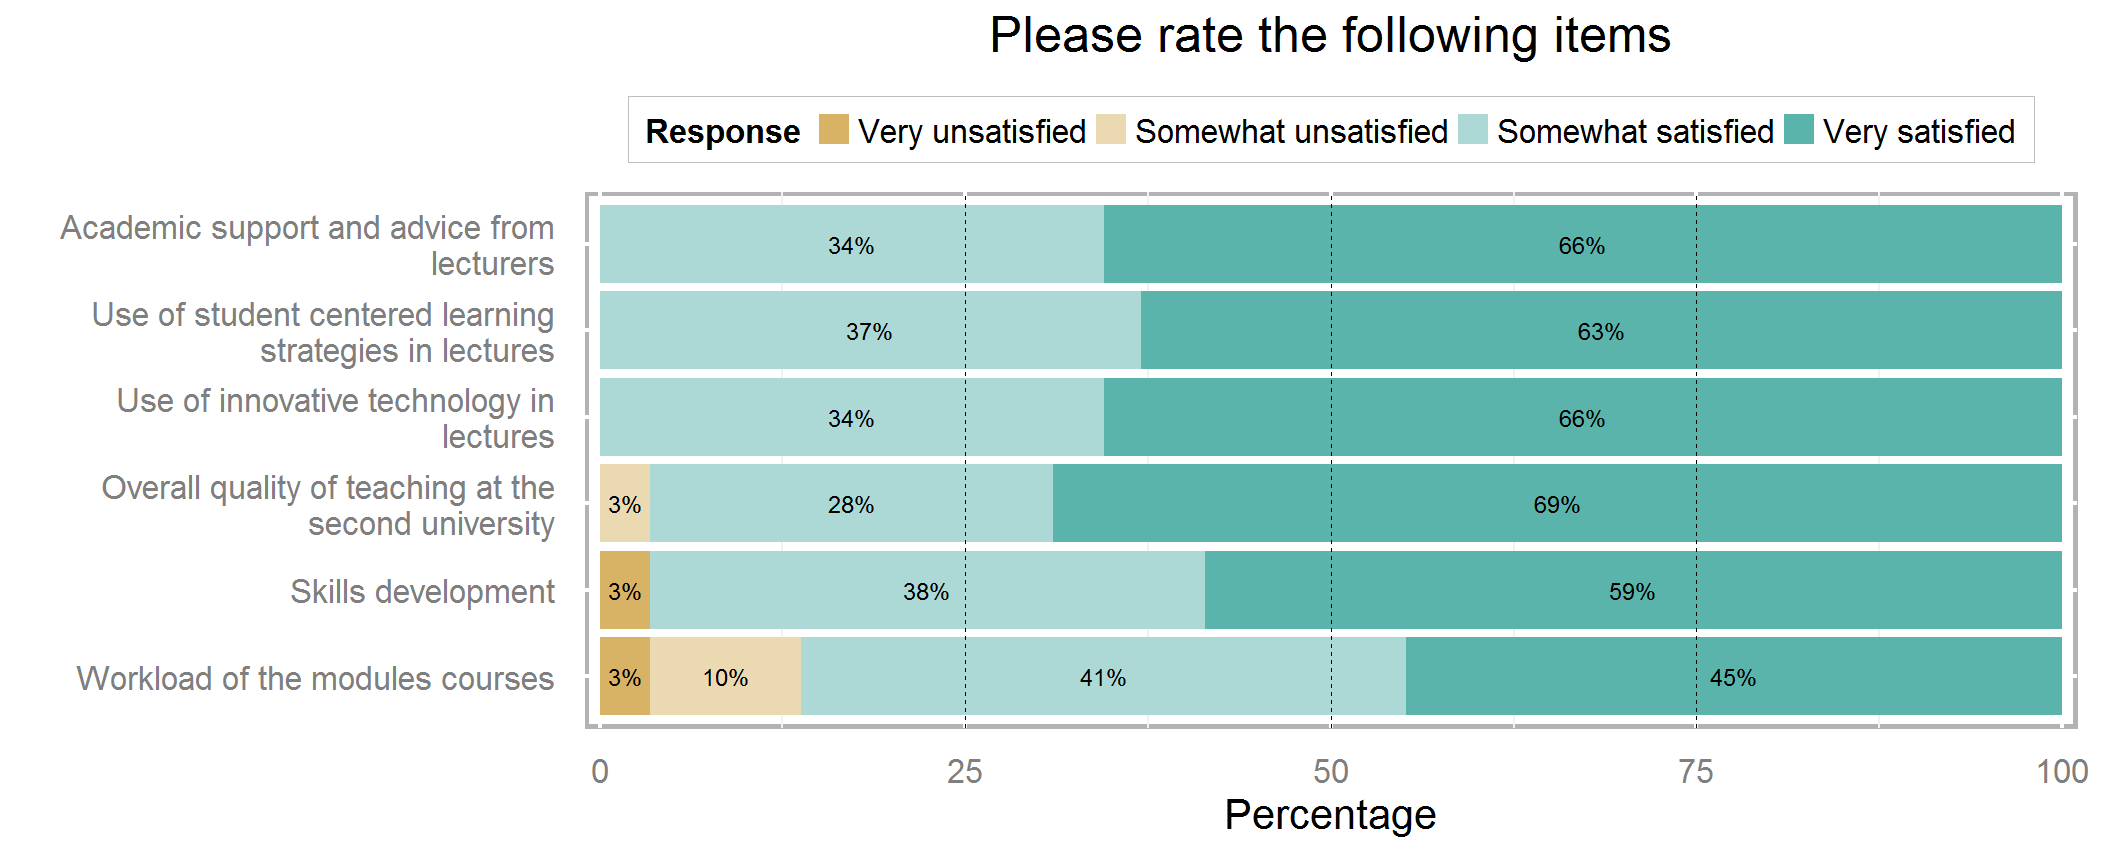 Please rate the following items
Response Very unsatisfied Somewhat unsatisfied Somewhat satisfied Very satisfied
Academic support and advice from
lecturers
34% 66%
Use of student centered learning
strategies in lectures
37% 63%
Use of innovative technology in
lectures
34% 66%
Overall quality of teaching at the
second university
3% 28% 69%
Skills development
3% 38% 59%
Workload of the modules courses
3% 10% 41% 45%
0 25 50 75 100
Percentage